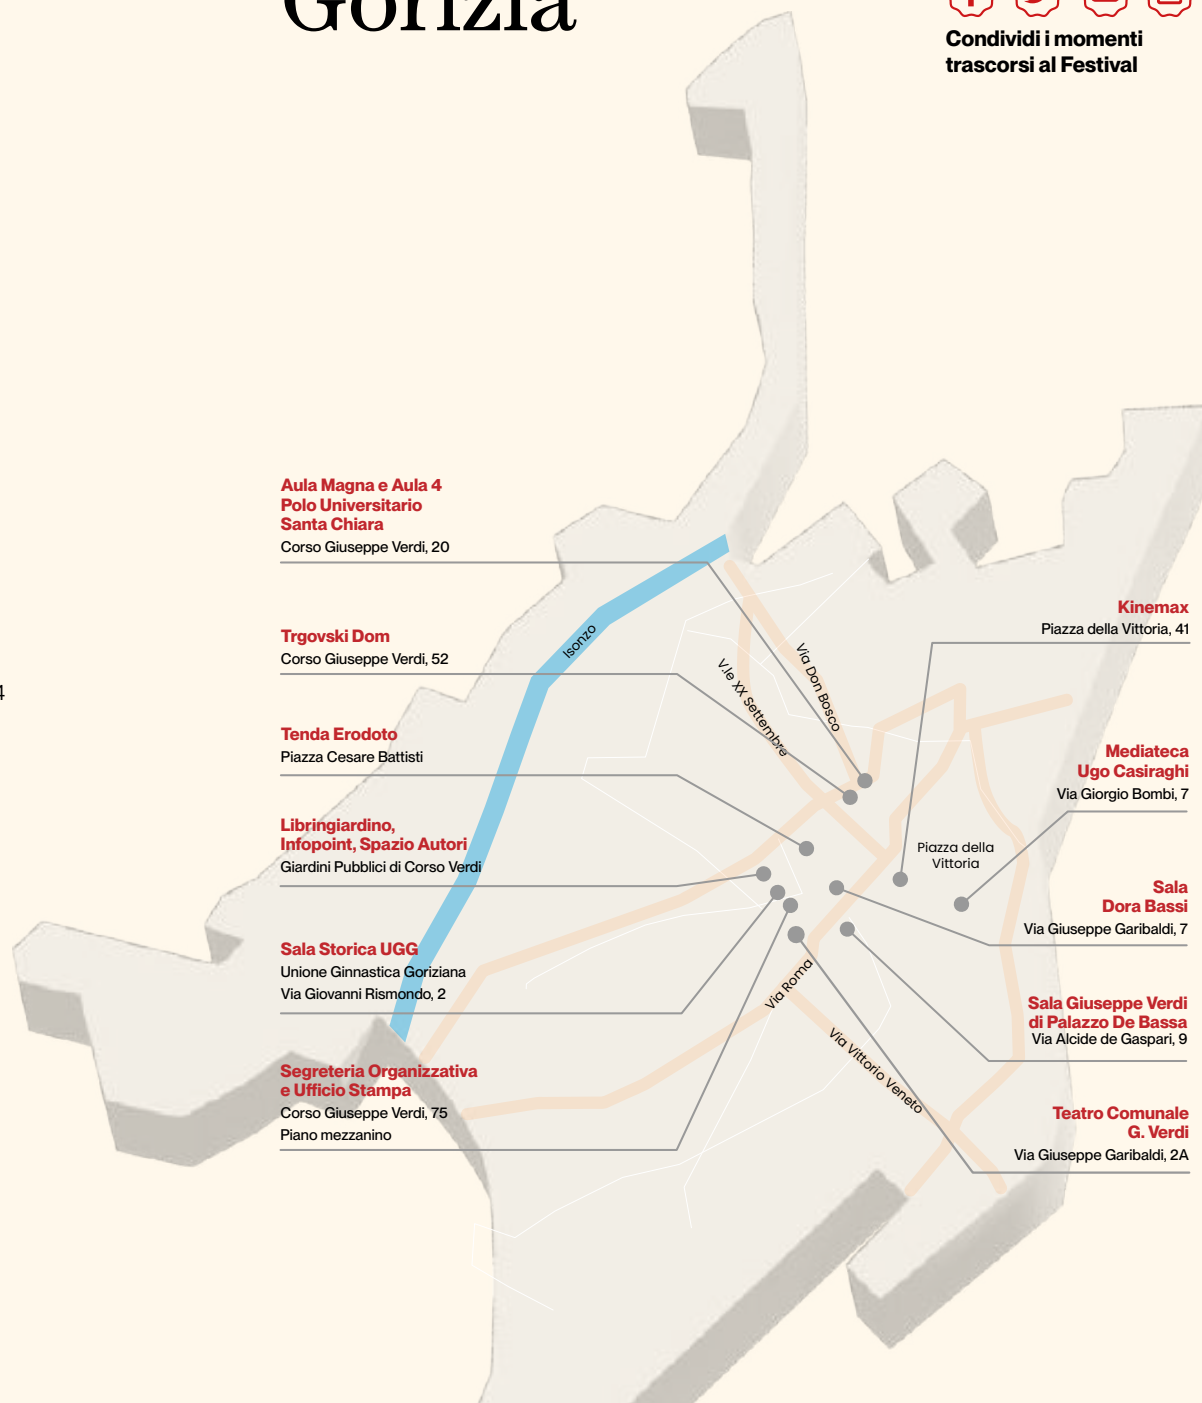 Gorizia
Condividi i momenti
trascorsi al Festival
Aula Magna e Aula 4
Polo Universitario
Santa Chiara
Corso Giuseppe Verdi, 20
Trgovski Dom
Corso Giuseppe Verdi, 52
Tenda Erodoto
Piazza Cesare Battisti
Libringiardino,
Infopoint, Spazio Autori
Giardini Pubblici di Corso Verdi
Sala Storica UGG
Unione Ginnastica Goriziana
Via Giovanni Rismondo, 2
Segreteria Organizzativa
e Ufficio Stampa
Corso Giuseppe Verdi, 75
Piano mezzanino
Isonzo
V.le XX Settembre
Via Don Bosco
Piazza della
Vittoria
Via Roma
Via Vittorio Veneto
Kinemax
Piazza della Vittoria, 41
Mediateca
Ugo Casiraghi
Via Giorgio Bombi, 7
Sala
Dora Bassi
Via Giuseppe Garibaldi, 7
Sala Giuseppe Verdi
di Palazzo De Bassa
Via Alcide de Gaspari, 9
Teatro Comunale
G. Verdi
Via Giuseppe Garibaldi, 2A
4